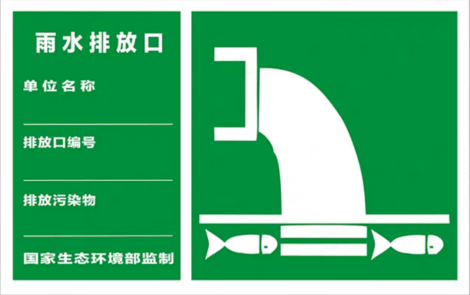 雨水排放口
单位名称
排放口编号
排放污染物
国家生态环境部监制